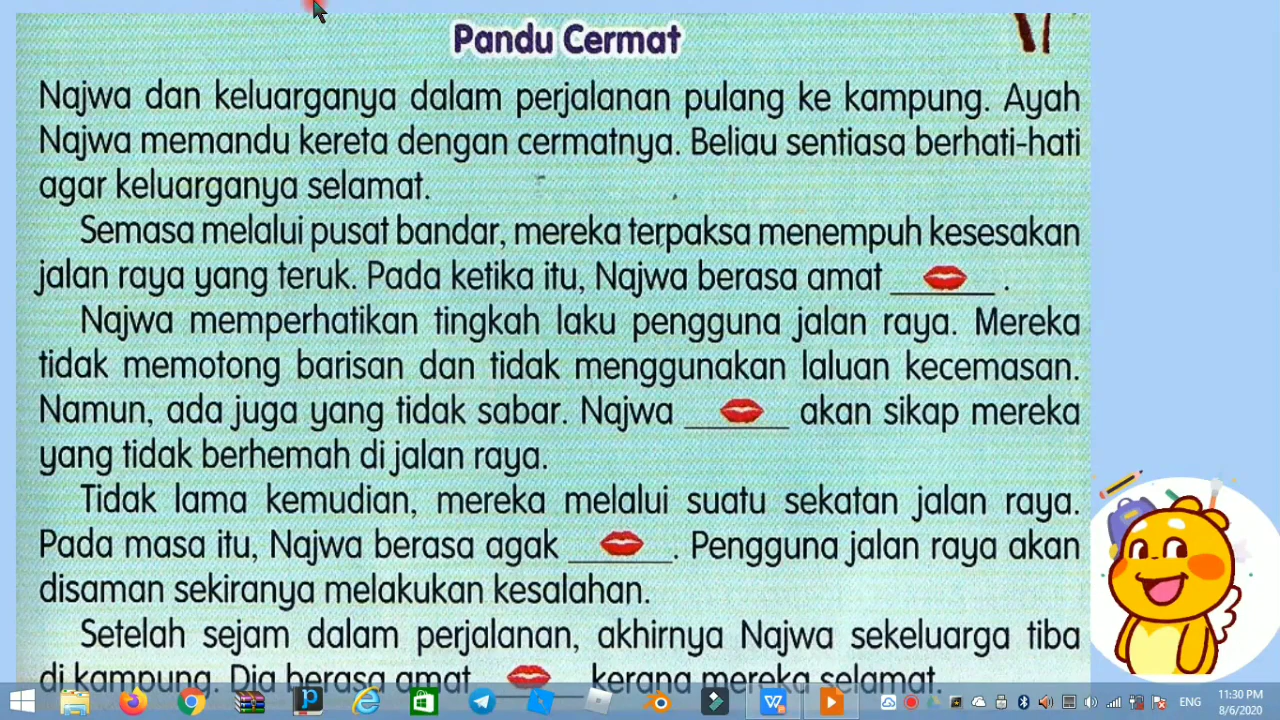 Pandu Cermat
Najwa dan keluarganya dalam perjalanan pulang ke kampung. Ayah
Najwa memandu kereta dengan cermatnya. Beliau sentiasa berhati-hati
agar keluarganya selamat.
Semasa melalui pusat bandar, mereka terpaksa menempuh kesesakan
jalan raya yang teruk. Pada ketika itu, Najwa berasa amat ________ .
Najwa memperhatikan tingkah laku pengguna jalan raya. Mereka
tidak memotong barisan dan tidak menggunakan laluan kecemasan.
Namun, ada juga yang tidak sabar. Najwa ________ akan sikap mereka
yang tidak berhemah di jalan raya.
Tidak lama kemudian, mereka melalui suatu sekatan jalan raya.
Pada masa itu, Najwa berasa agak ________. Pengguna jalan raya akan
disaman sekiranya melakukan kesalahan.
Setelah sejam dalam perjalanan, akhirnya Najwa sekeluarga tiba
di kampung. Dia berasa amat ________ kerana mereka selamat.
ENG
11:30 PM
8/6/2020